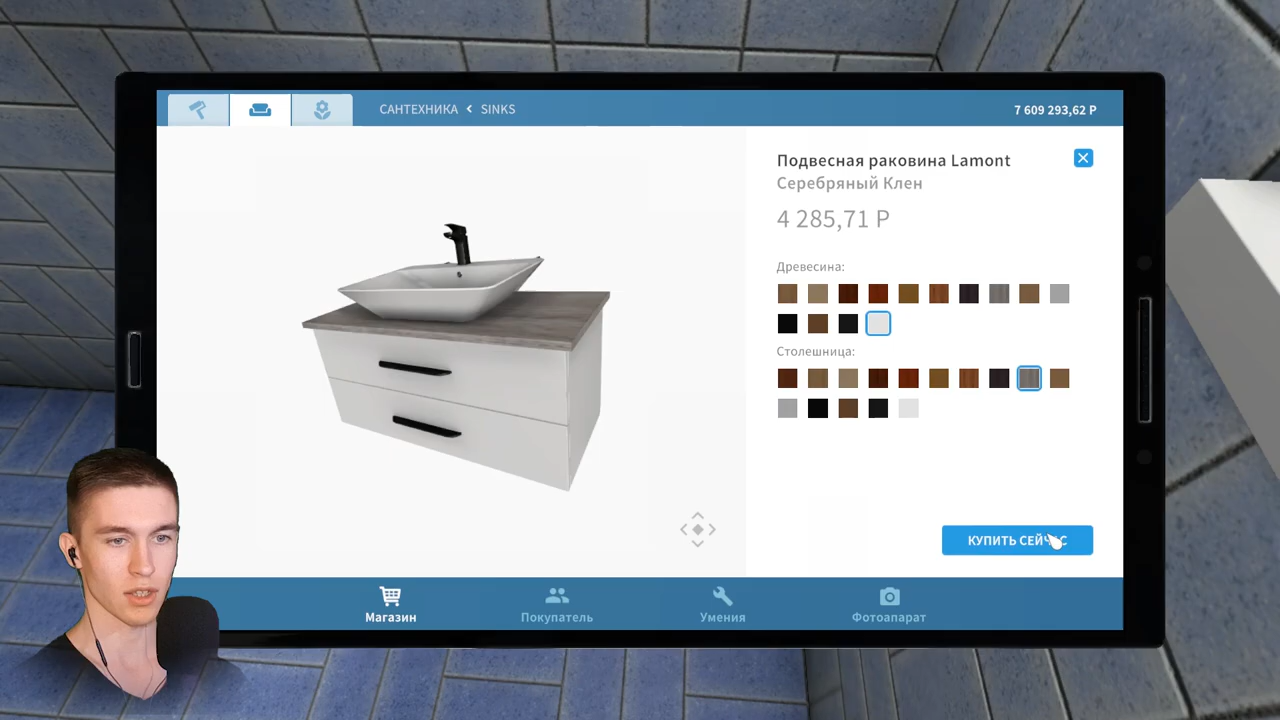 САНТЕХНИКА < SINKS
7 609 293,62 Р
Подвесная раковина Lamont
Серебряный Клен
4 285,71 Р
Древесина:
Столешница:
КУПИТЬ СЕЙЧАС
Магазин
Покупатель
Умения
Фотоапарат